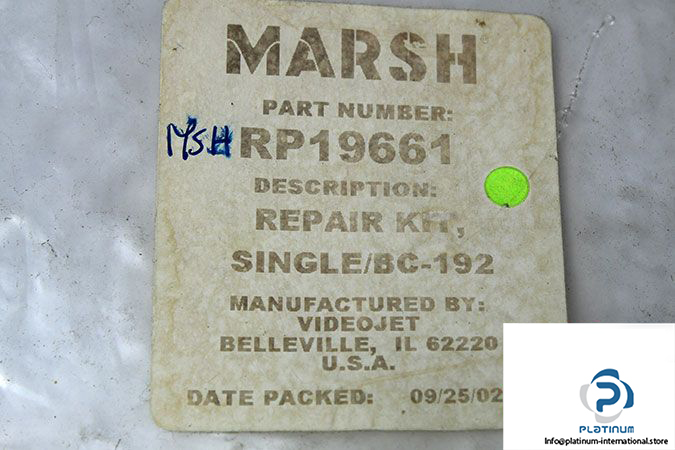 MARSH
PART NUMBER:
MSH RP19661
DESCRIPTION:
REPAIR KIT,
SINGLE/BC-192
MANUFACTURED BY:
VIDEOJET
BELLEVILLE, IL 62220
U.S.A.
DATE PACKED: 09/25/02
PLATINUM
Info@platinum-international.store